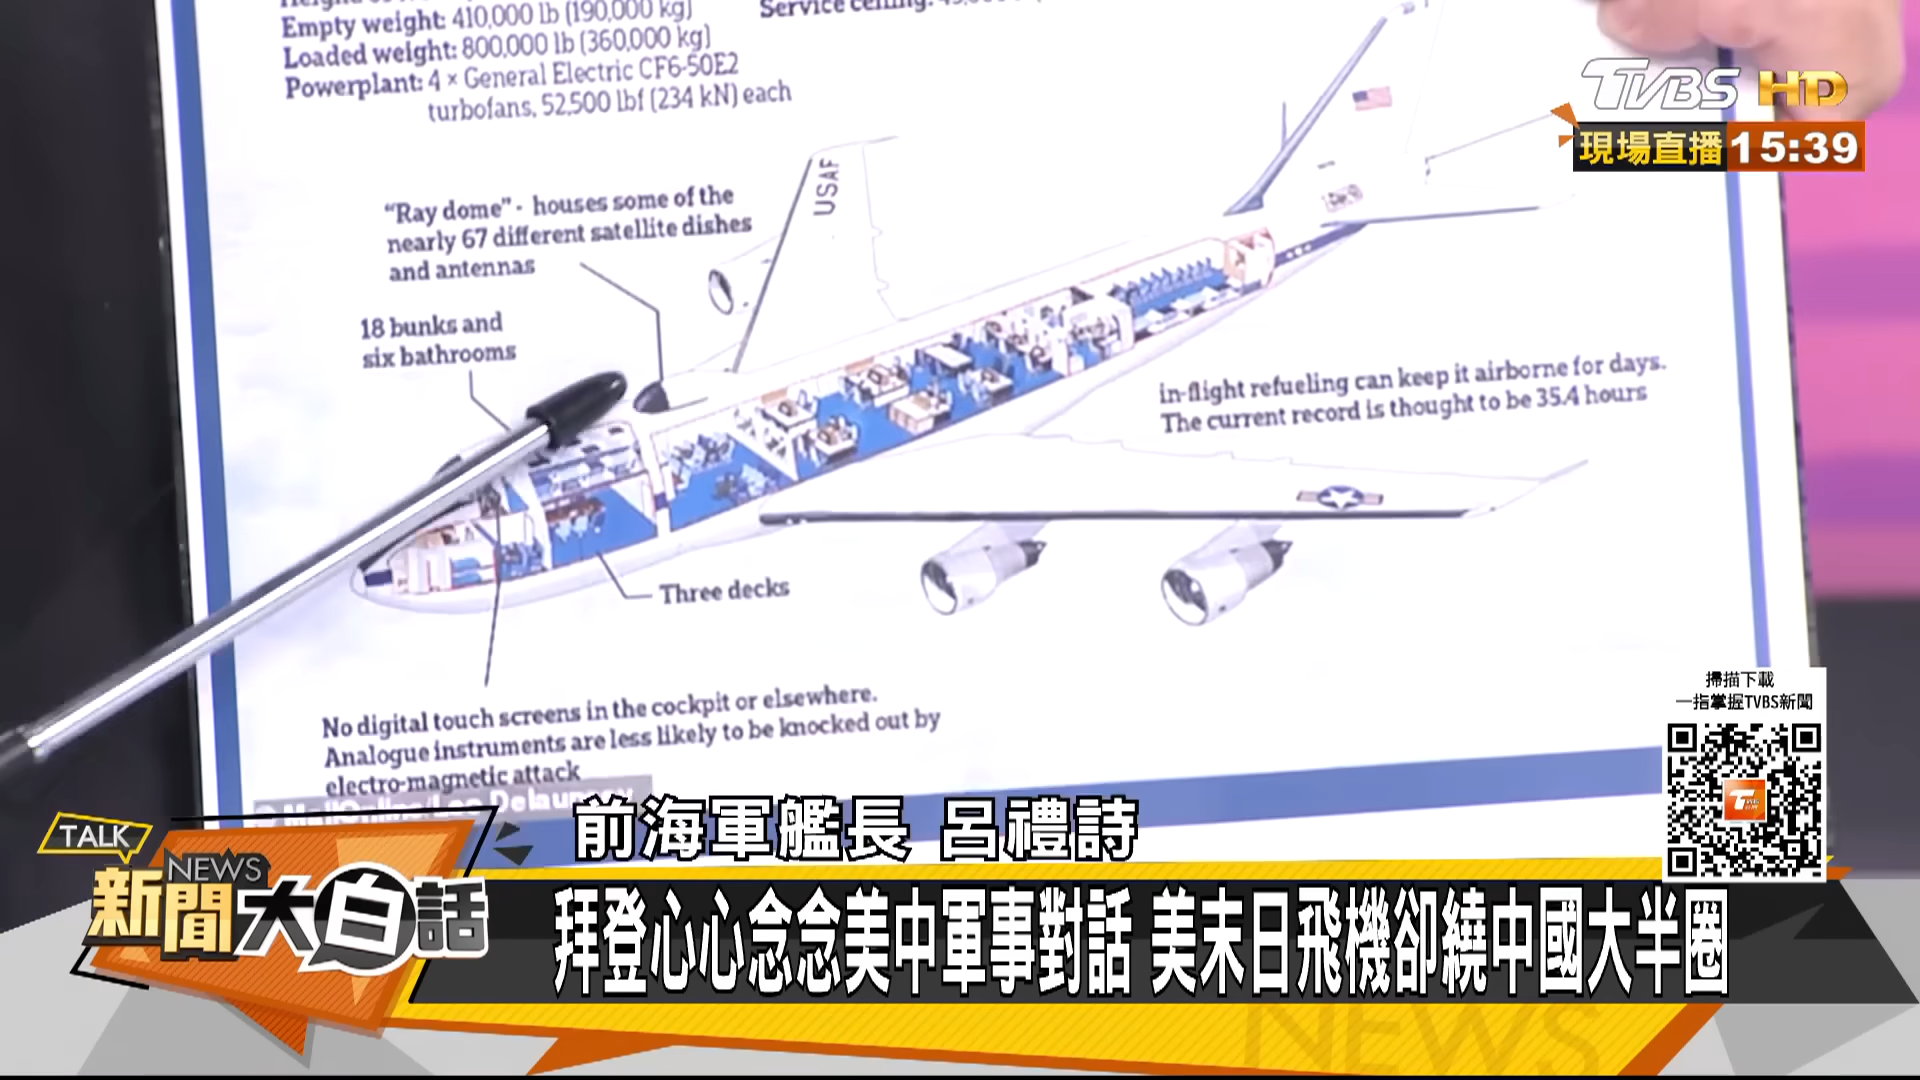 Empty weight: 410,000 lb (190,000 kg)
Loaded weight: 800,000 lb (360,000 kg)
Powerplant: 4 × General Electric CF6-50E2
turbofans, 52,500 lbf (234 kN) each
Service ceiling:
TVBS HD
現場直播 15:39
USAF
“Ray dome” - houses some of the
nearly 67 different satellite dishes
and antennas
18 bunks and
six bathrooms
in-flight refueling can keep it airborne for days.
The current record is thought to be 35.4 hours
Three decks
No digital touch screens in the cockpit or elsewhere.
Analogue instruments are less likely to be knocked out by
electro-magnetic attack
掃描下載
一指掌握TVBS新聞
TALK
NEWS
新聞大白話
前海軍艦長 呂禮詩
拜登心心念念美中軍事對話 美末日飛機卻繞中國大半圈
NEWS